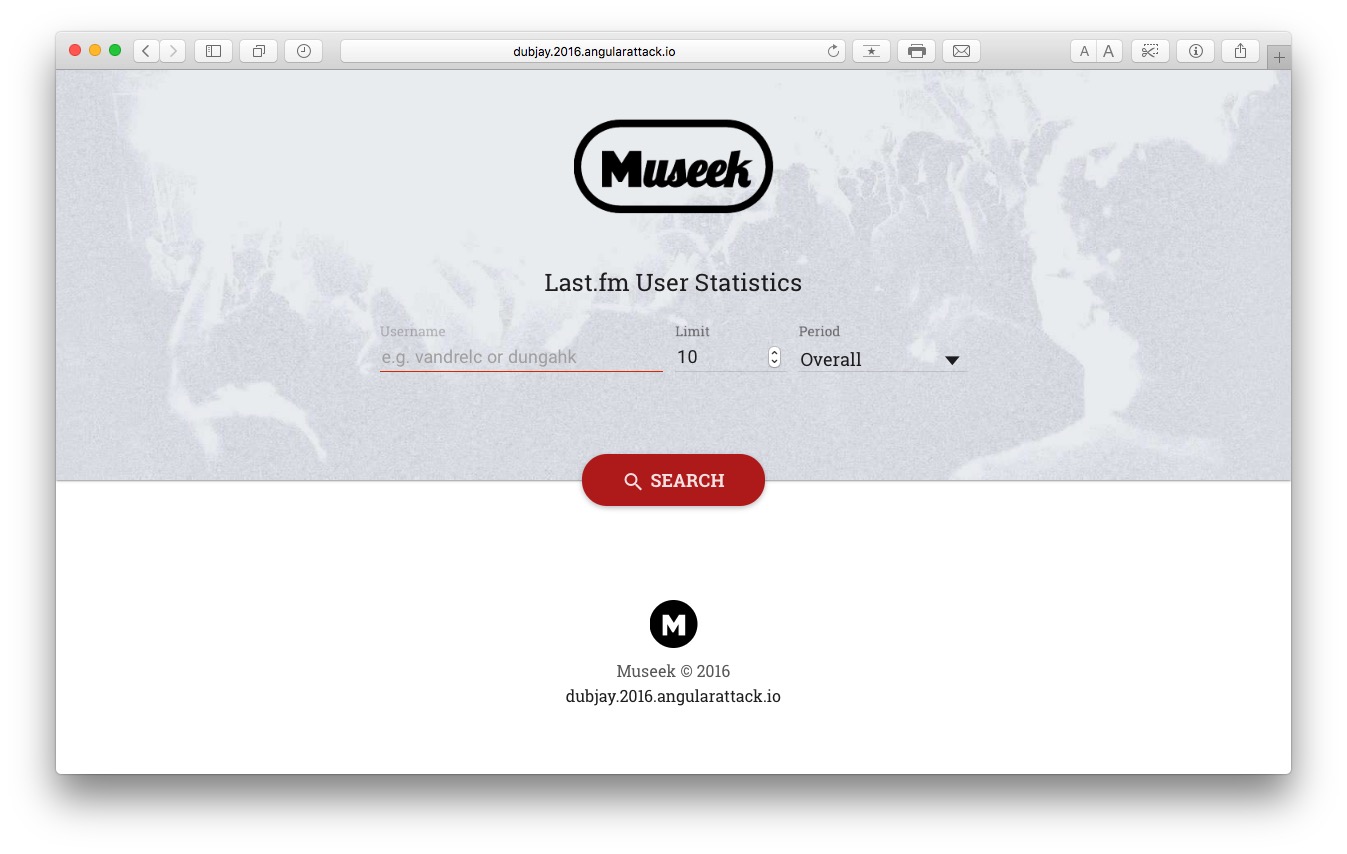 dubjay.2016.angularattack.io
A A
Museek
Last.fm User Statistics
Username Limit Period
e.g. vandrelc or dungahk 10 Overall
SEARCH
M
Museek © 2016
dubjay.2016.angularattack.io